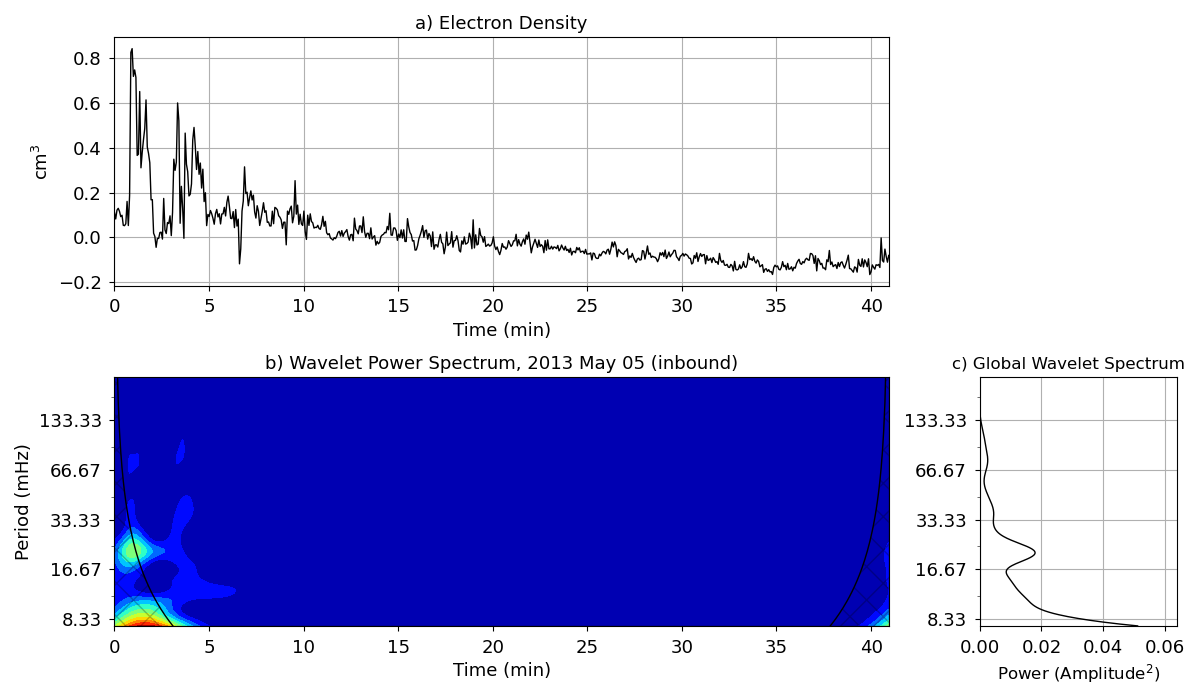 a) Electron Density
cm³
0.8
0.6
0.4
0.2
0.0
−0.2
0 5 10 15 20 25 30 35 40
Time (min)
b) Wavelet Power Spectrum, 2013 May 05 (inbound)
Period (mHz)
133.33
66.67
33.33
16.67
8.33
0 5 10 15 20 25 30 35 40
Time (min)
c) Global Wavelet Spectrum
133.33
66.67
33.33
16.67
8.33
0.00 0.02 0.04 0.06
Power (Amplitude²)